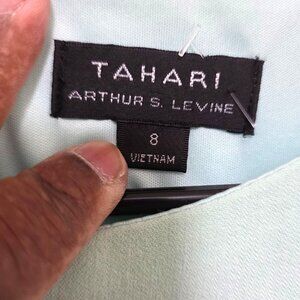 TAHARI
ARTHUR S. LEVINE
8
VIETNAM